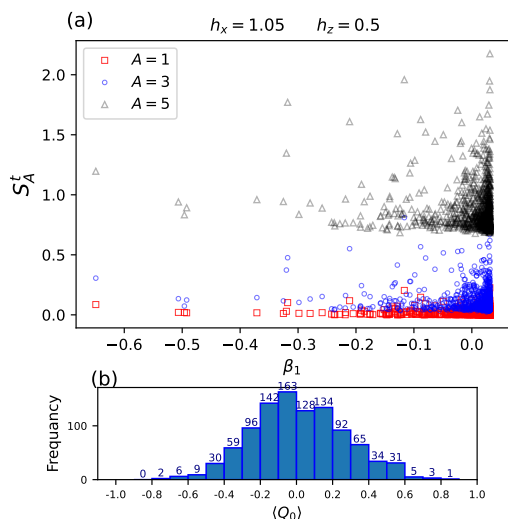 (a)
h_x = 1.05 h_z = 0.5
A = 1
A = 3
A = 5
S_A^t
2.0
1.5
1.0
0.5
0.0
−0.6 −0.5 −0.4 −0.3 −0.2 −0.1 0.0
β_1
(b)
Frequancy
100
0
0 2 6 9 30 59 96 142 163 128 134 92 65 34 31 5 3 1
-1.0 -0.8 -0.6 -0.4 -0.2 0.0 0.2 0.4 0.6 0.8 1.0
⟨Q_0⟩